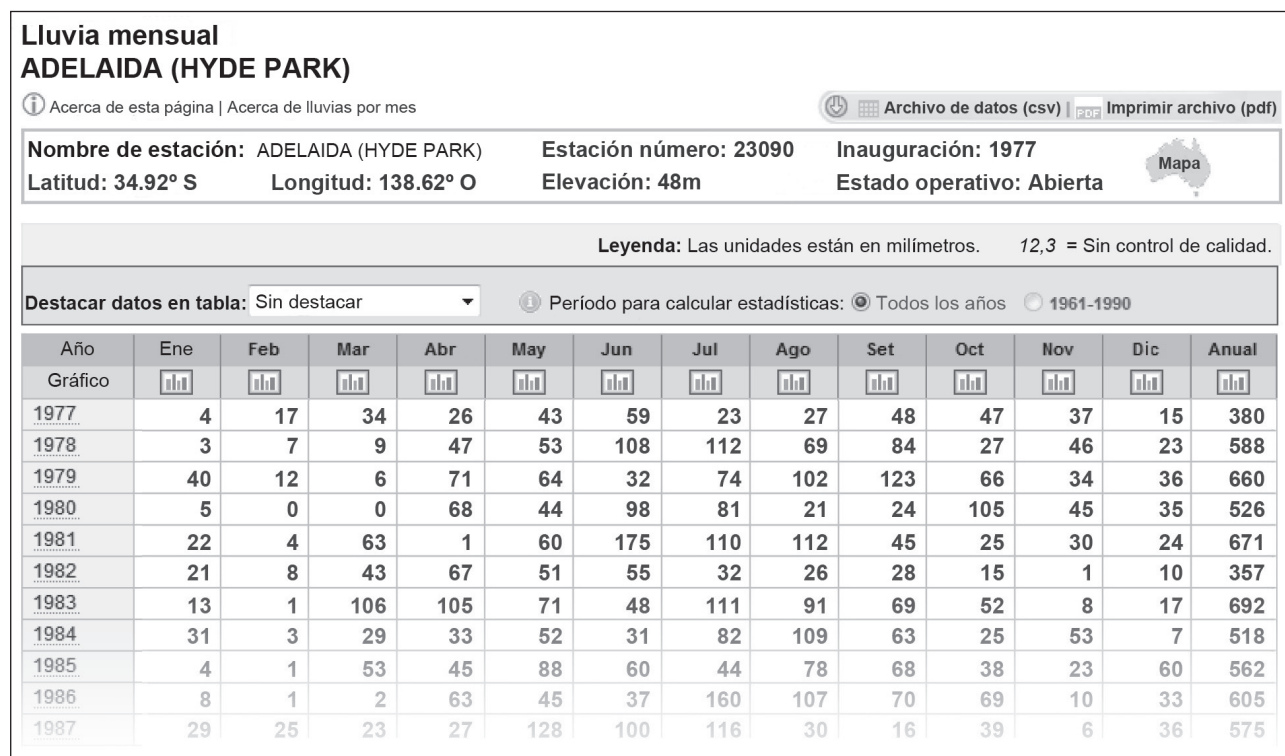 Lluvia mensual
ADELAIDA (HYDE PARK)
Acerca de esta página | Acerca de lluvias por mes
Archivo de datos (csv) | PDF Imprimir archivo (pdf)
Nombre de estación: ADELAIDA (HYDE PARK) Estación número: 23090 Inauguración: 1977 Mapa
Latitud: 34.92º S Longitud: 138.62º O Elevación: 48m Estado operativo: Abierta
Leyenda: Las unidades están en milímetros. 12,3 = Sin control de calidad.
Destacar datos en tabla: Sin destacar Período para calcular estadísticas: Todos los años 1961-1990
Año Ene Feb Mar Abr May Jun Jul Ago Set Oct Nov Dic Anual
Gráfico
1977 4 17 34 26 43 59 23 27 48 47 37 15 380
1978 3 7 9 47 53 108 112 69 84 27 46 23 588
1979 40 12 6 71 64 32 74 102 123 66 34 36 660
1980 5 0 0 68 44 98 81 21 24 105 45 35 526
1981 22 4 63 1 60 175 110 112 45 25 30 24 671
1982 21 8 43 67 51 55 32 26 28 15 1 10 357
1983 13 1 106 105 71 48 111 91 69 52 8 17 692
1984 31 3 29 33 52 31 82 109 63 25 53 7 518
1985 4 1 53 45 88 60 44 78 68 38 23 60 562
1986 8 1 2 63 45 37 160 107 70 69 10 33 605
1987 29 25 23 27 128 100 116 30 16 39 6 36 575